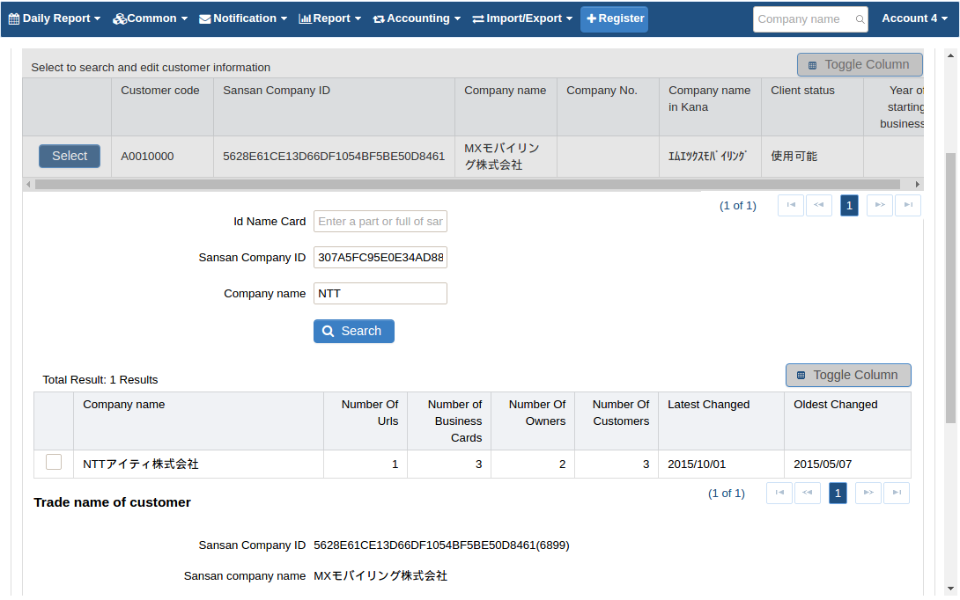 Daily Report Common Notification Report Accounting Import/Export Register Company name Account 4
Select to search and edit customer information Toggle Column
Customer code Sansan Company ID Company name Company No. Company name in Kana Client status Year of starting business
Select A0010000 5628E61CE13D66DF1054BF5BE50D8461 MXモバイリング株式会社 ｴﾑｴｯｸｽﾓﾊﾞｲﾘﾝｸﾞ 使用可能
(1 of 1) 1
Id Name Card Enter a part or full of sar
Sansan Company ID 307A5FC95E0E34AD88
Company name NTT
Search
Total Result: 1 Results Toggle Column
Company name Number Of Urls Number of Business Cards Number Of Owners Number Of Customers Latest Changed Oldest Changed
NTTアイティ株式会社 1 3 2 3 2015/10/01 2015/05/07
(1 of 1) 1
Trade name of customer
Sansan Company ID 5628E61CE13D66DF1054BF5BE50D8461(6899)
Sansan company name MXモバイリング株式会社